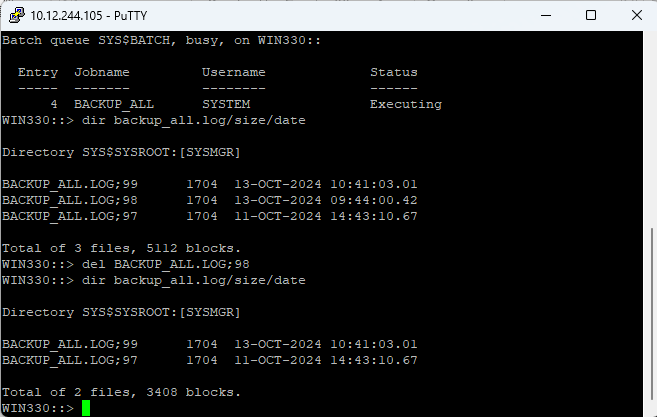 10.12.244.105 - PuTTY
Batch queue SYS$BATCH, busy, on WIN330::
Entry  Jobname         Username             Status
-----  -------         --------             ------
4  BACKUP_ALL      SYSTEM               Executing
WIN330::> dir backup_all.log/size/date
Directory SYS$SYSROOT:[SYSMGR]
BACKUP_ALL.LOG;99      1704  13-OCT-2024 10:41:03.01
BACKUP_ALL.LOG;98      1704  13-OCT-2024 09:44:00.42
BACKUP_ALL.LOG;97      1704  11-OCT-2024 14:43:10.67
Total of 3 files, 5112 blocks.
WIN330::> del BACKUP_ALL.LOG;98
WIN330::> dir backup_all.log/size/date
Directory SYS$SYSROOT:[SYSMGR]
BACKUP_ALL.LOG;99      1704  13-OCT-2024 10:41:03.01
BACKUP_ALL.LOG;97      1704  11-OCT-2024 14:43:10.67
Total of 2 files, 3408 blocks.
WIN330::>